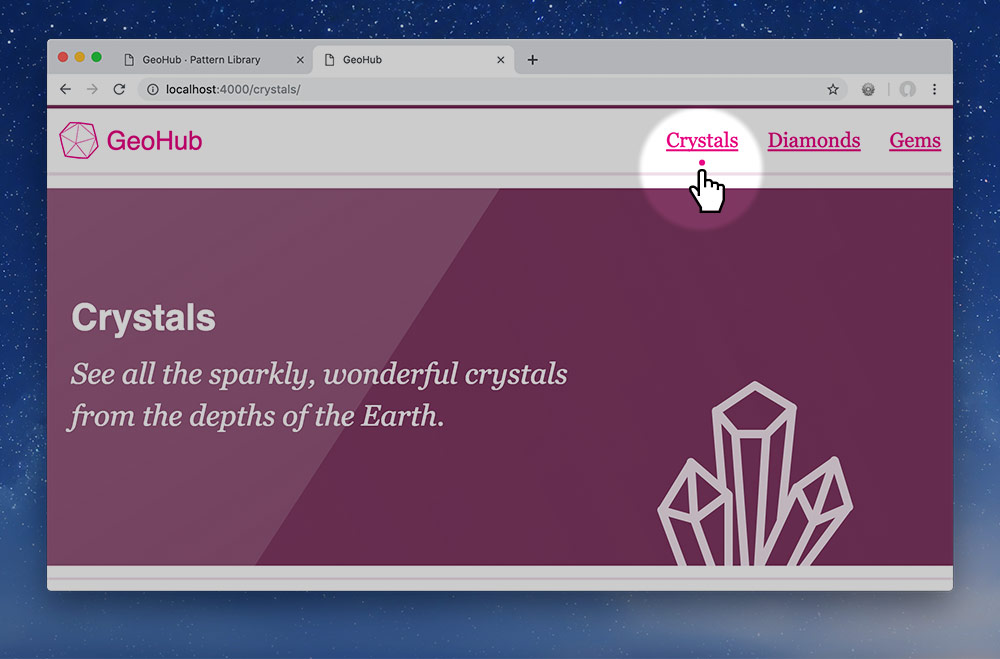 GeoHub · Pattern Library
GeoHub
localhost:4000/crystals/
GeoHub
Crystals
Diamonds
Gems
Crystals
See all the sparkly, wonderful crystals
from the depths of the Earth.